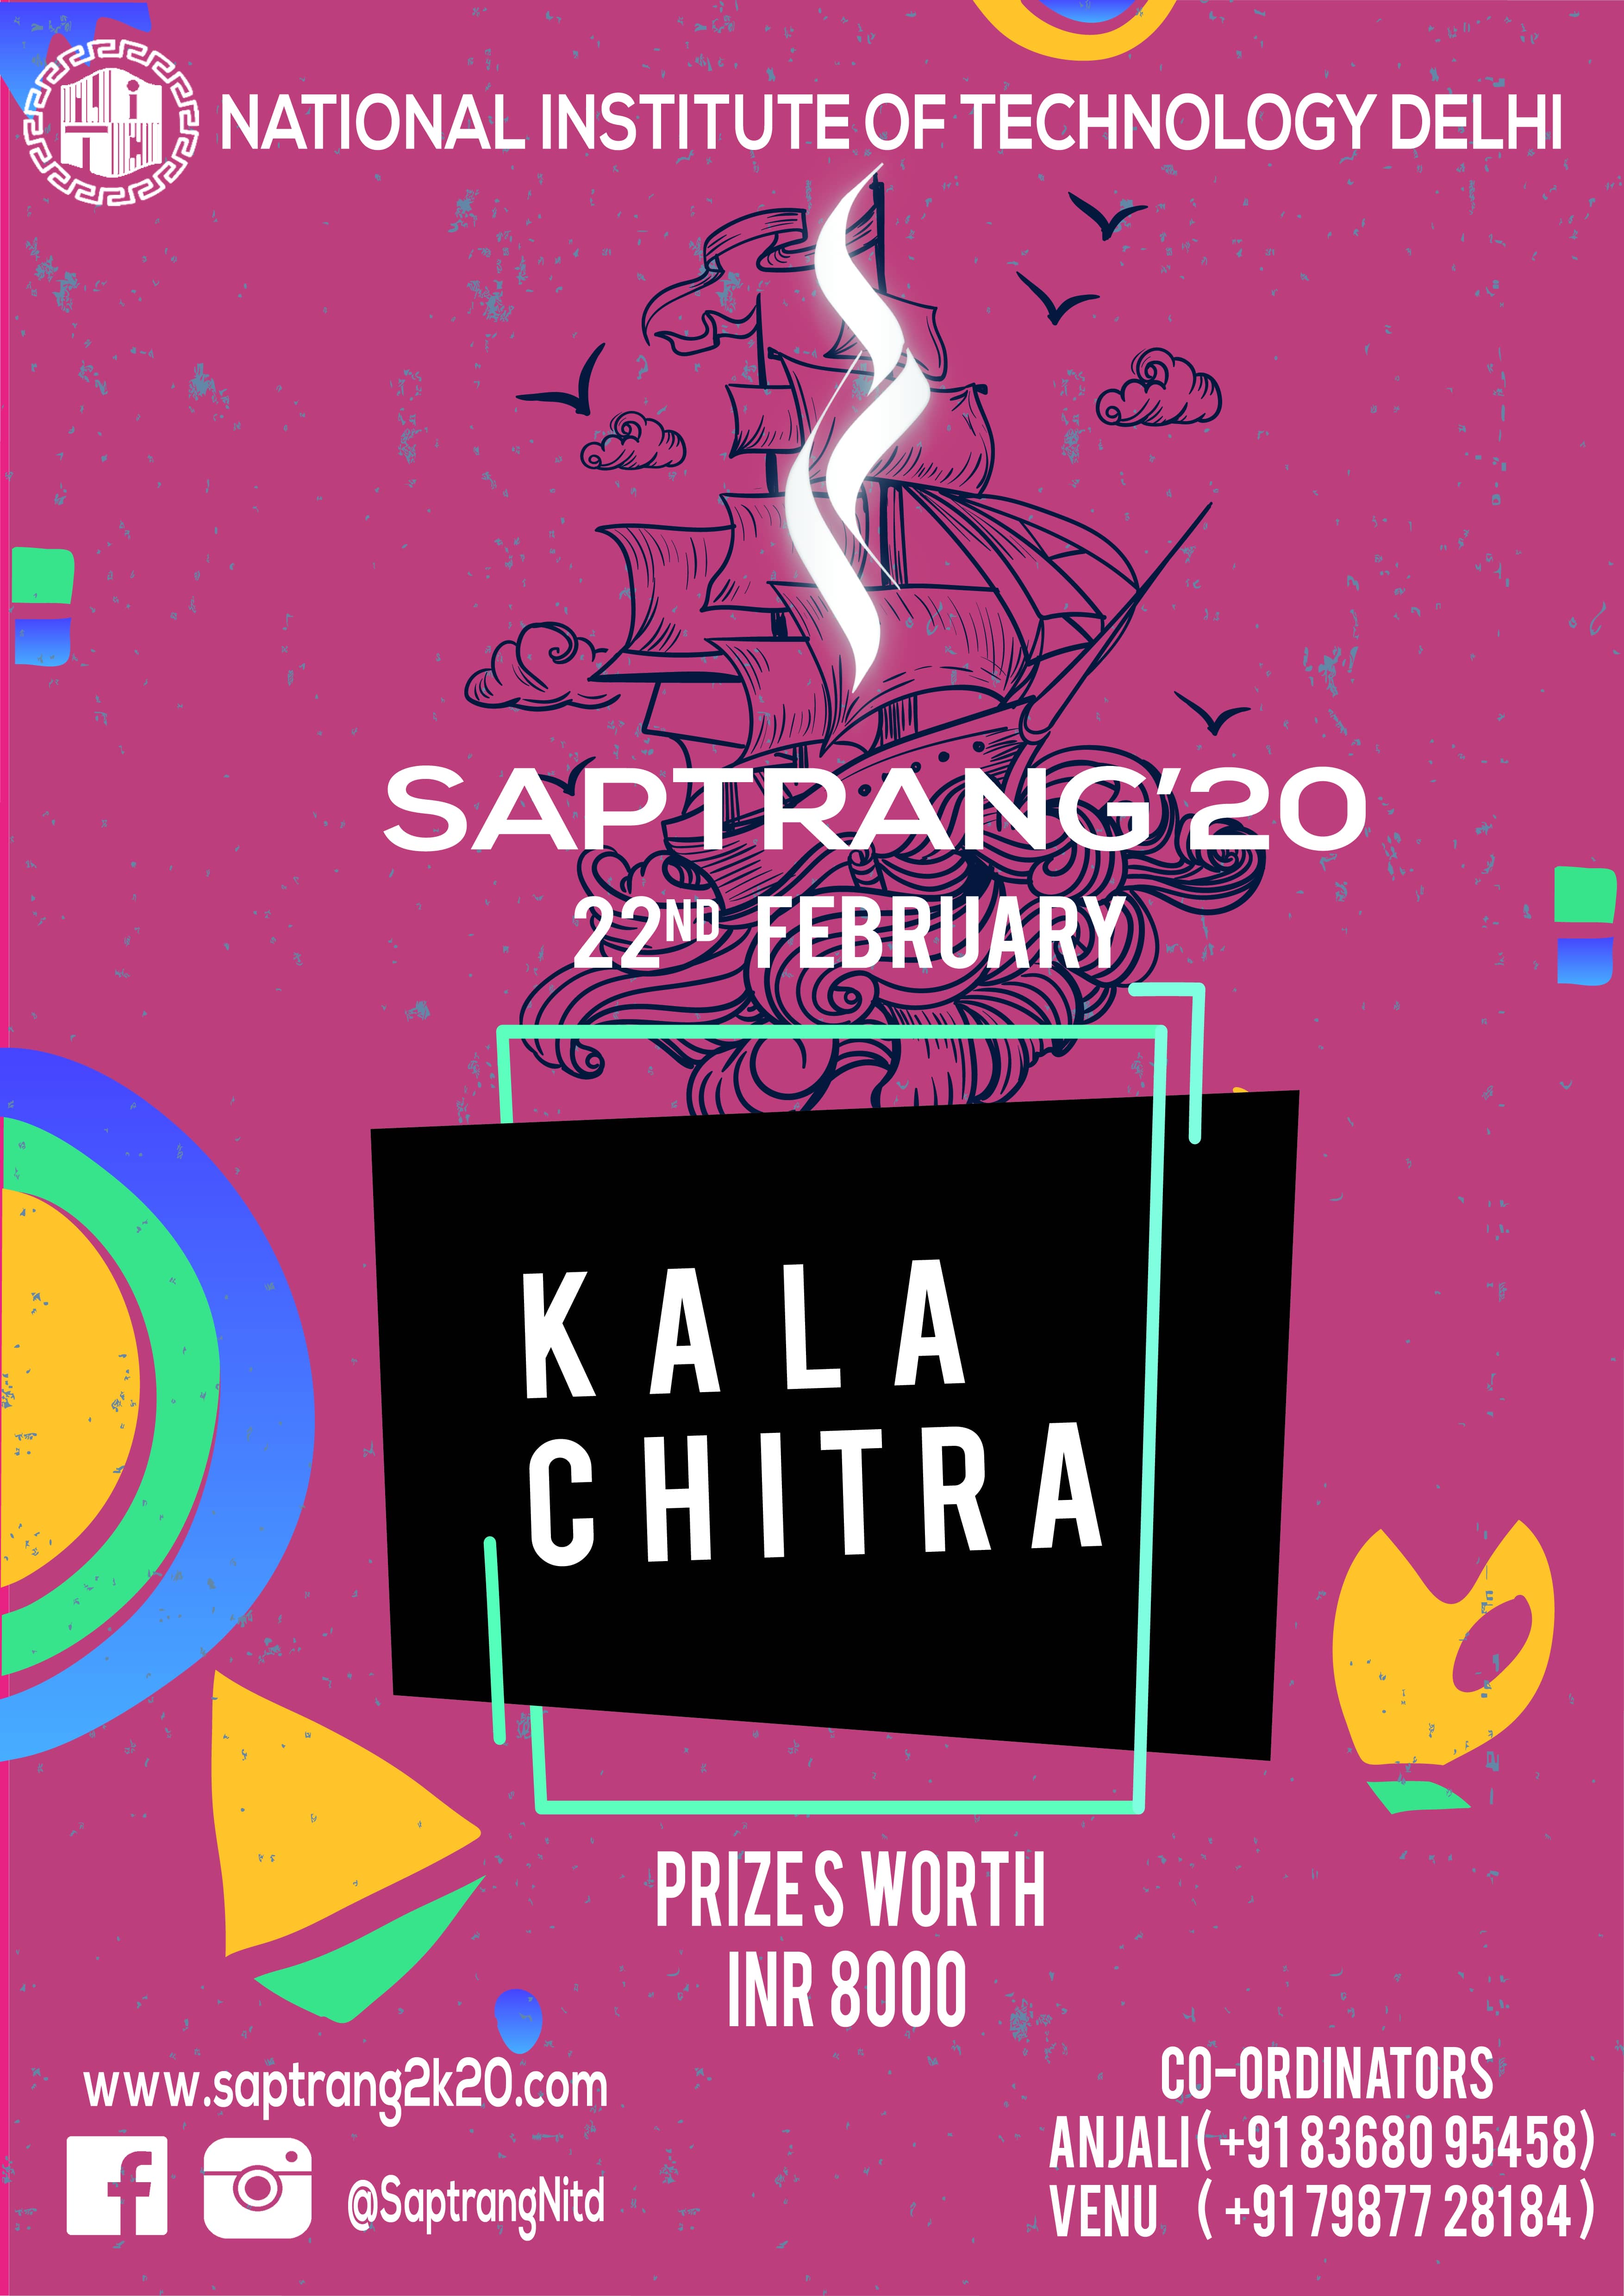 NATIONAL INSTITUTE OF TECHNOLOGY DELHI
SAPTRANG'20
22ND FEBRUARY
KALA
CHITRA
PRIZES WORTH
INR 8000
www.saptrang2k20.com
@SaptrangNitd
CO-ORDINATORS
ANJALI (+91 83680 95458)
VENU ( +91 79877 28184)